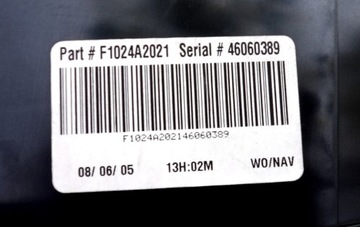 Part # F1024A2021 Serial # 46060389
F1024A202146060389
08/ 06/ 05 13H:02M WO/NAV